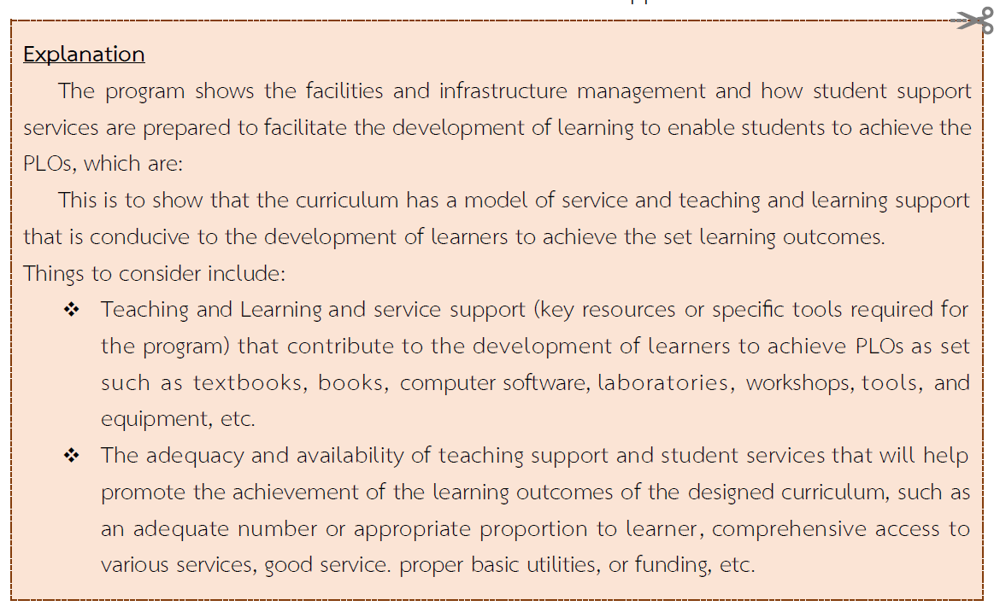 Explanation
The program shows the facilities and infrastructure management and how student support
services are prepared to facilitate the development of learning to enable students to achieve the
PLOs, which are:
This is to show that the curriculum has a model of service and teaching and learning support
that is conducive to the development of learners to achieve the set learning outcomes.
Things to consider include:
❖ Teaching and Learning and service support (key resources or specific tools required for
the program) that contribute to the development of learners to achieve PLOs as set
such as textbooks, books, computer software, laboratories, workshops, tools, and
equipment, etc.
❖ The adequacy and availability of teaching support and student services that will help
promote the achievement of the learning outcomes of the designed curriculum, such as
an adequate number or appropriate proportion to learner, comprehensive access to
various services, good service. proper basic utilities, or funding, etc.